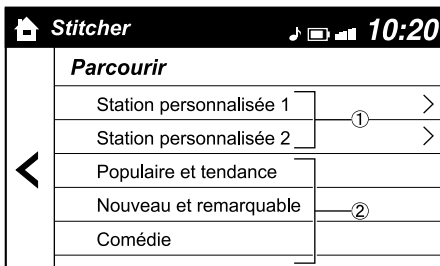 Stitcher 10:20
Parcourir
Station personnalisée 1
①
Station personnalisée 2
Populaire et tendance
Nouveau et remarquable
②
Comédie